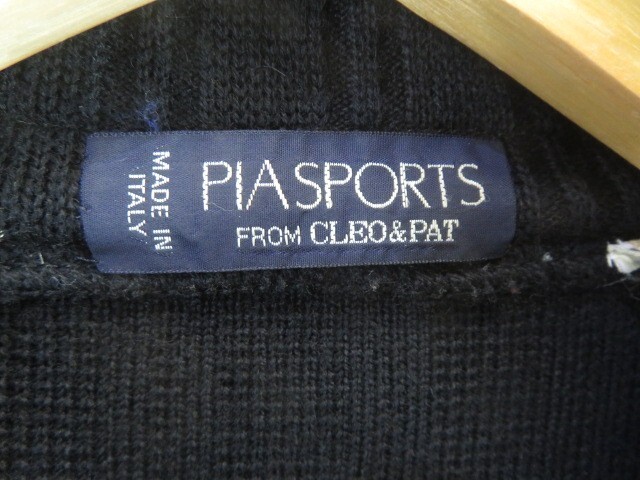 MADE IN
ITALY
PIASPORTS
FROM CLEO&PAT